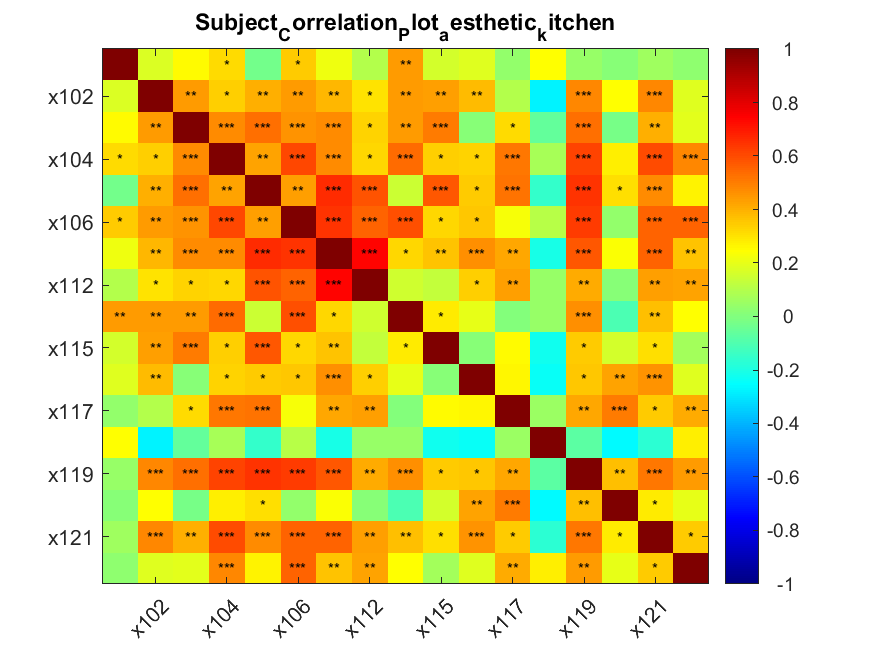 SubjectCorrelationPlotaesthetickitchen
* * **
x102 ** * ** ** ** * ** ** ** *** ***
** *** *** *** *** * ** *** * *** **
x104 * * *** ** *** *** * *** * * *** *** *** ***
** *** ** ** *** *** *** * *** *** * ***
x106 * ** *** *** ** *** *** *** * * *** *** ***
** *** *** *** *** *** * ** *** ** *** *** **
x112 * * * *** *** *** * ** ** ** **
** ** ** *** *** * * *** **
x115 ** *** * *** * ** * * *
** * * * *** * * ** ***
x117 * *** *** ** ** ** *** * **
x119 *** *** *** *** *** *** ** *** * * ** ** *** **
* ** *** ** *
x121 *** ** *** *** *** *** ** ** * *** * *** * *
*** *** ** ** ** ** *
x102 x104 x106 x112 x115 x117 x119 x121
1
0.8
0.6
0.4
0.2
0
-0.2
-0.4
-0.6
-0.8
-1